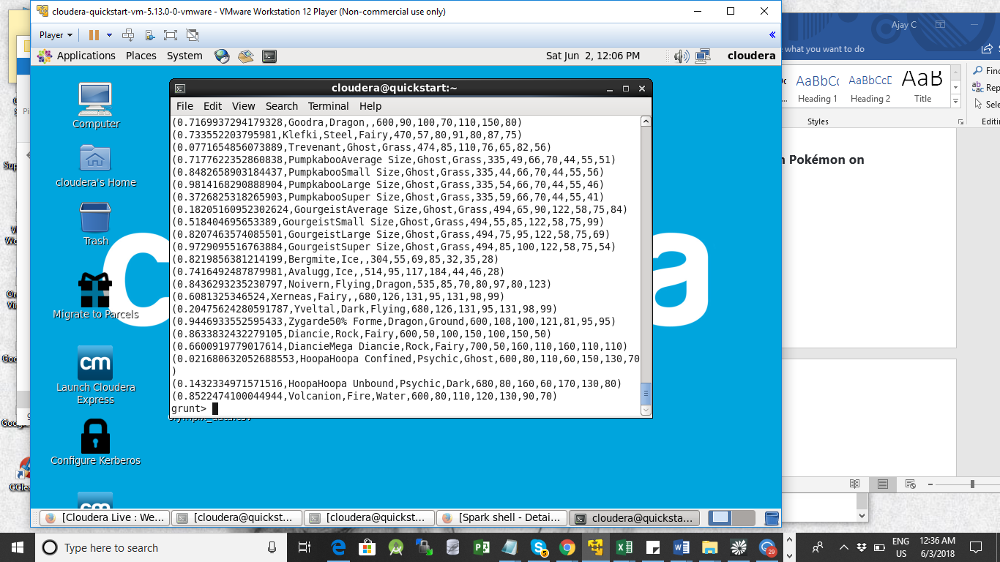 cloudera-quickstart-vm-5.13.0-0-vmware - VMware Workstation 12 Player (Non-commercial use only)
Player
Ajay C
what you want to do
Applications Places System Sat Jun 2, 12:06 PM cloudera
AaBbCc AaBbCcD AaB
Heading 1 Heading 2 Title
Styles
Find
Rep
Sele
Editin
cloudera@quickstart:~
File Edit View Search Terminal Help
(0.7169937294179328,Goodra,Dragon,,600,90,100,70,110,150,80)
(0.733552203795981,Klefki,Steel,Fairy,470,57,80,91,80,87,75)
(0.0771654856073889,Trevenant,Ghost,Grass,474,85,110,76,65,82,56)
(0.7177622352860838,PumpkabooAverage Size,Ghost,Grass,335,49,66,70,44,55,51)
(0.8482658903184437,PumpkabooSmall Size,Ghost,Grass,335,44,66,70,44,55,56)
(0.98141682908889​04,PumpkabooLarge Size,Ghost,Grass,335,54,66,70,44,55,46)
(0.3726825318265903,PumpkabooSuper Size,Ghost,Grass,335,59,66,70,44,55,41)
(0.18205160952302624,GourgeistAverage Size,Ghost,Grass,494,65,90,122,58,75,84)
(0.518404695653389,GourgeistSmall Size,Ghost,Grass,494,55,85,122,58,75,99)
(0.8207463574085501,GourgeistLarge Size,Ghost,Grass,494,75,95,122,58,75,69)
(0.9729095516763884,GourgeistSuper Size,Ghost,Grass,494,85,100,122,58,75,54)
(0.8219856381214199,Bergmite,Ice,,304,55,69,85,32,35,28)
(0.7416492487879981,Avalugg,Ice,,514,95,117,184,44,46,28)
(0.8436293235230797,Noivern,Flying,Dragon,535,85,70,80,97,80,123)
(0.6081325346524,Xerneas,Fairy,,680,126,131,95,131,98,99)
(0.20475624280591787,Yveltal,Dark,Flying,680,126,131,95,131,98,99)
(0.9446933552595433,Zygarde50% Forme,Dragon,Ground,600,108,100,121,81,95,95)
(0.8633832432279105,Diancie,Rock,Fairy,600,50,100,150,100,150,50)
(0.6600919779017614,DiancieMega Diancie,Rock,Fairy,700,50,160,110,160,110,110)
(0.021680632052688553,HoopaHoopa Confined,Psychic,Ghost,600,80,110,60,150,130,70
)
(0.1432334971571516,HoopaHoopa Unbound,Psychic,Dark,680,80,160,60,170,130,80)
(0.8522474100044944,Volcanion,Fire,Water,600,80,110,120,130,90,70)
grunt>
Computer
cloudera's Home
Trash
Migrate to Parcels
cm
Launch Cloudera
Express
Configure Kerberos
cm
c
a
n Pokémon on
[Cloudera Live : We... [cloudera@quickst... [cloudera@quickst... [Spark shell - Detai... cloudera@quicksta...
Type here to search
ENG
US
12:36 AM
6/3/2018
5
29